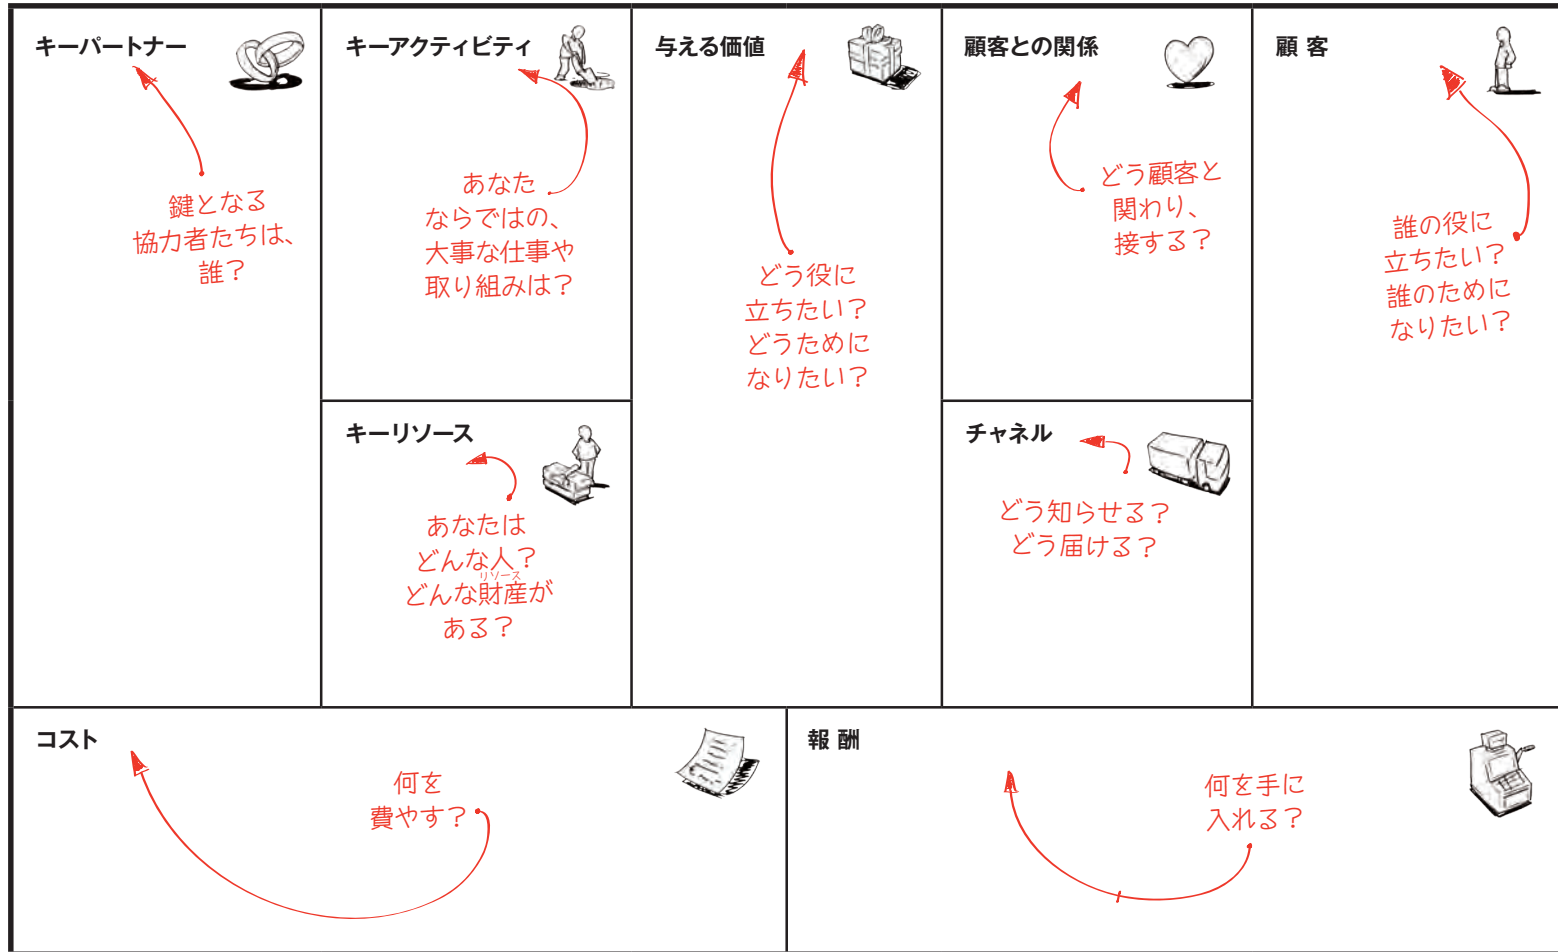 キーパートナー
鍵となる
協力者たちは、
誰?
キーアクティビティ
あなた
ならではの、
大事な仕事や
取り組みは?
キーリソース
あなたは
どんな人?
リソース
どんな財産が
ある?
与える価値
どう役に
立ちたい?
どうために
なりたい?
顧客との関係
どう顧客と
関わり、
接する?
チャネル
どう知らせる?
どう届ける?
顧 客
誰の役に
立ちたい?
誰のために
なりたい?
コスト
何を
費やす?
報 酬
何を手に
入れる?